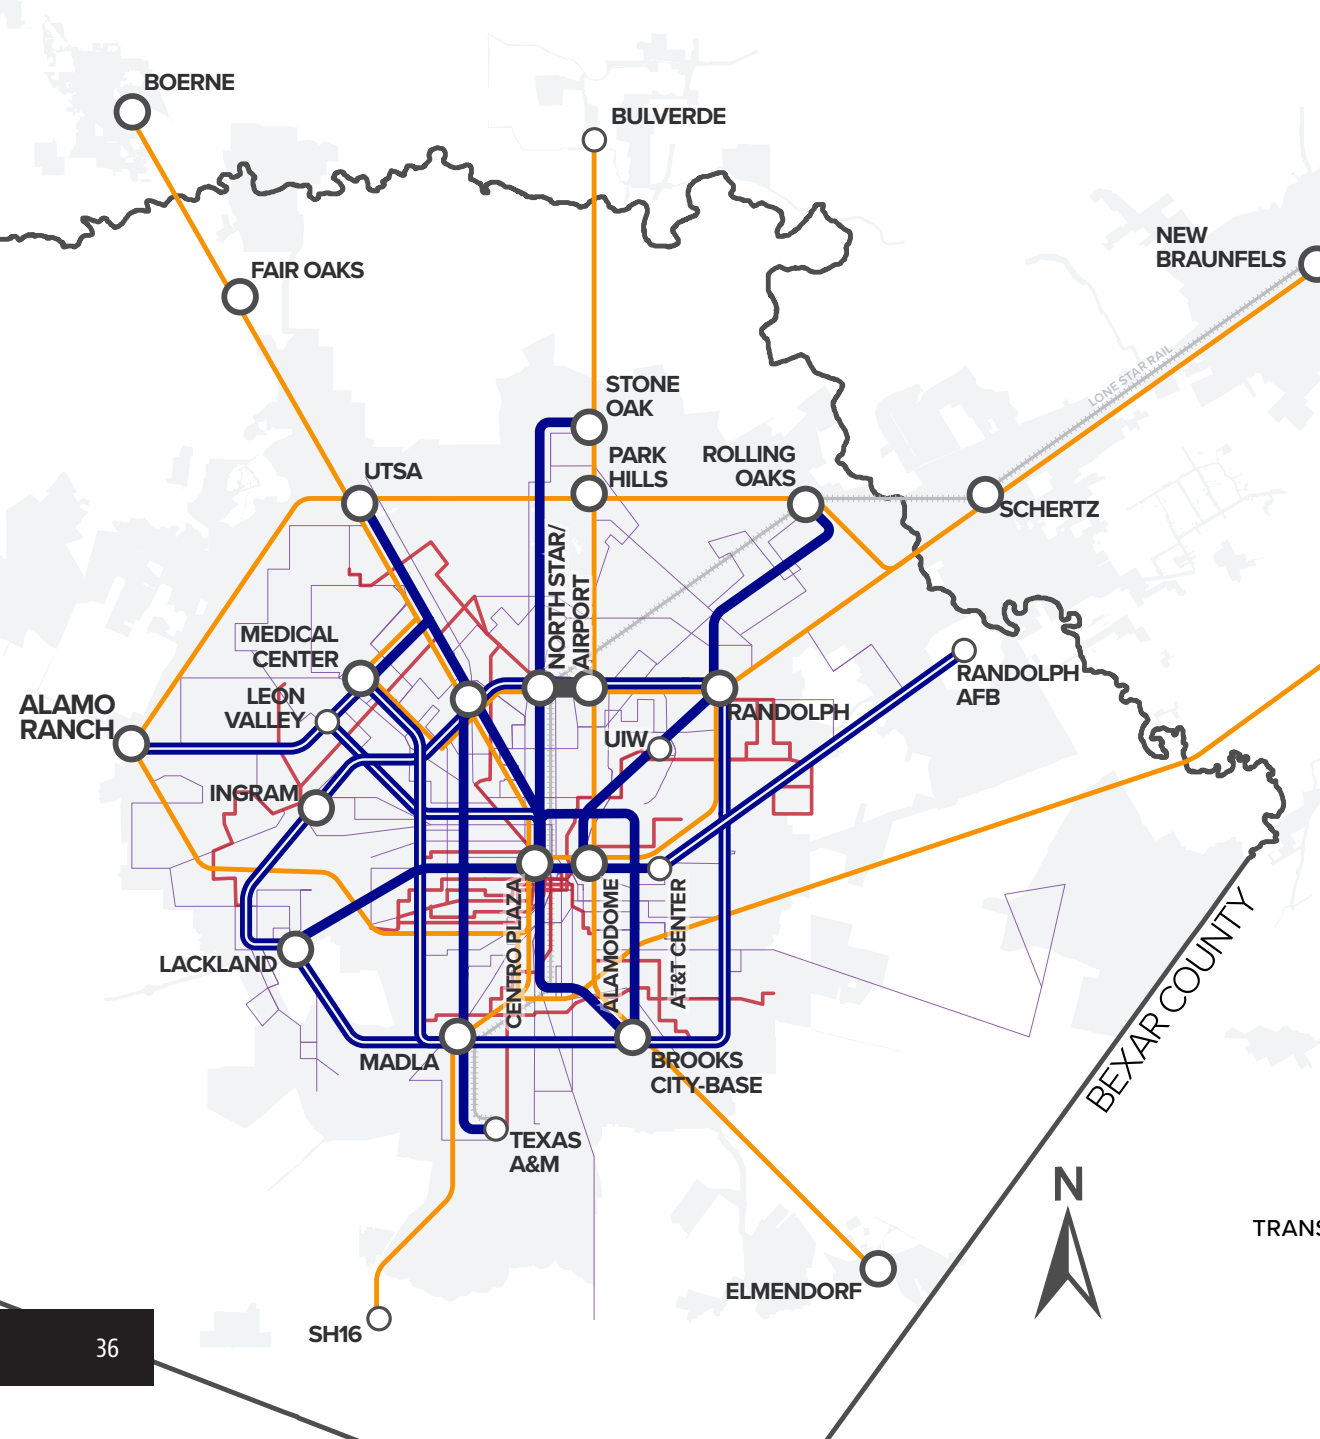 BOERNE
BULVERDE
NEW
BRAUNFELS
FAIR OAKS
LONE STAR RAIL
STONE
OAK
PARK
HILLS
ROLLING
OAKS
UTSA
SCHERTZ
NORTH STAR/
AIRPORT
MEDICAL
CENTER
RANDOLPH
AFB
LEON
VALLEY
ALAMO
RANCH
RANDOLPH
UIW
INGRAM
CENTRO PLAZA
ALAMODOME
AT&T CENTER
BEXAR COUNTY
LACKLAND
MADLA
BROOKS
CITY-BASE
TEXAS
A&M
N
TRANS
ELMENDORF
SH16
36